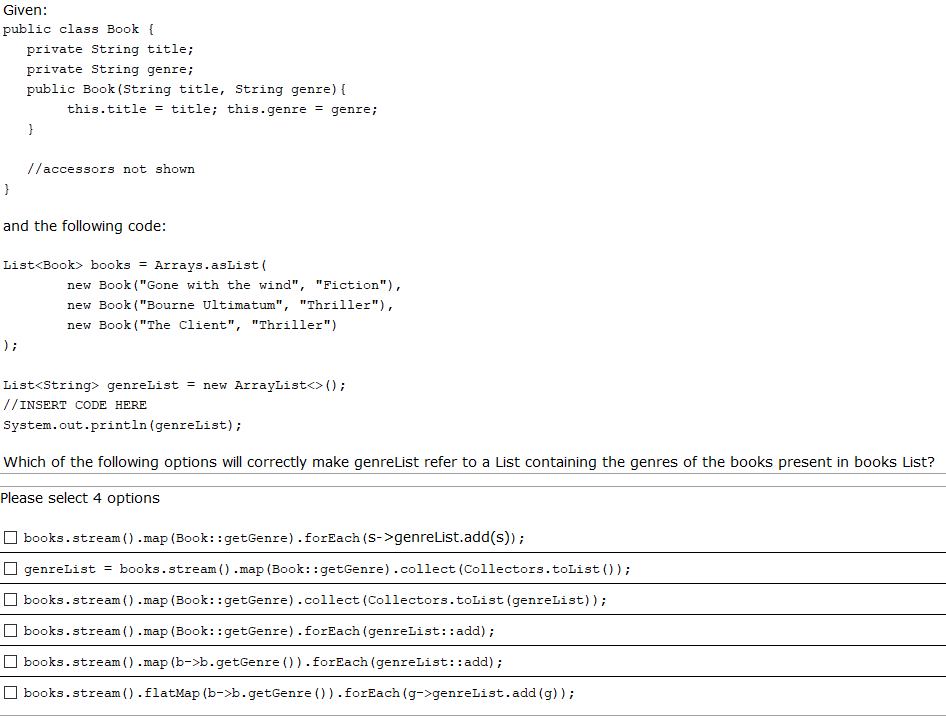 Given:
public class Book {
private String title;
private String genre;
public Book(String title, String genre){
this.title = title; this.genre = genre;
}
//accessors not shown
}
and the following code:
List<Book> books = Arrays.asList(
new Book("Gone with the wind", "Fiction"),
new Book("Bourne Ultimatum", "Thriller"),
new Book("The Client", "Thriller")
);
List<String> genreList = new ArrayList<>();
//INSERT CODE HERE
System.out.println(genreList);
Which of the following options will correctly make genreList refer to a List containing the genres of the books present in books List?
Please select 4 options
books.stream().map(Book::getGenre).forEach(s->genreList.add(s));
genreList = books.stream().map(Book::getGenre).collect(Collectors.toList());
books.stream().map(Book::getGenre).collect(Collectors.toList(genreList));
books.stream().map(Book::getGenre).forEach(genreList::add);
books.stream().map(b->b.getGenre()).forEach(genreList::add);
books.stream().flatMap(b->b.getGenre()).forEach(g->genreList.add(g));